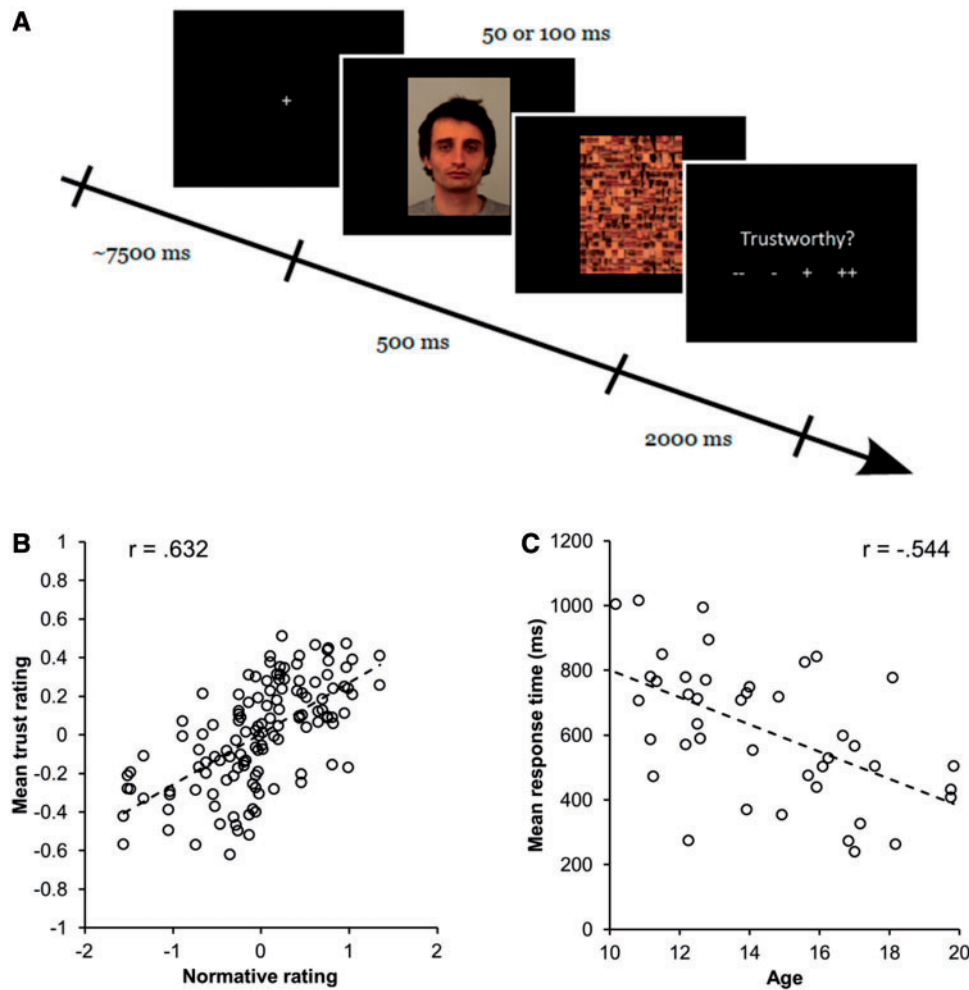 A
50 or 100 ms
+
Trustworthy?
-- - + ++
~7500 ms
500 ms
2000 ms
B
r = .632
1
0.8
0.6
0.4
0.2
0
-0.2
-0.4
-0.6
-0.8
-1
Mean trust rating
-2 -1 0 1 2
Normative rating
C
r = -.544
1200
1000
800
600
400
200
0
Mean response time (ms)
10 12 14 16 18 20
Age